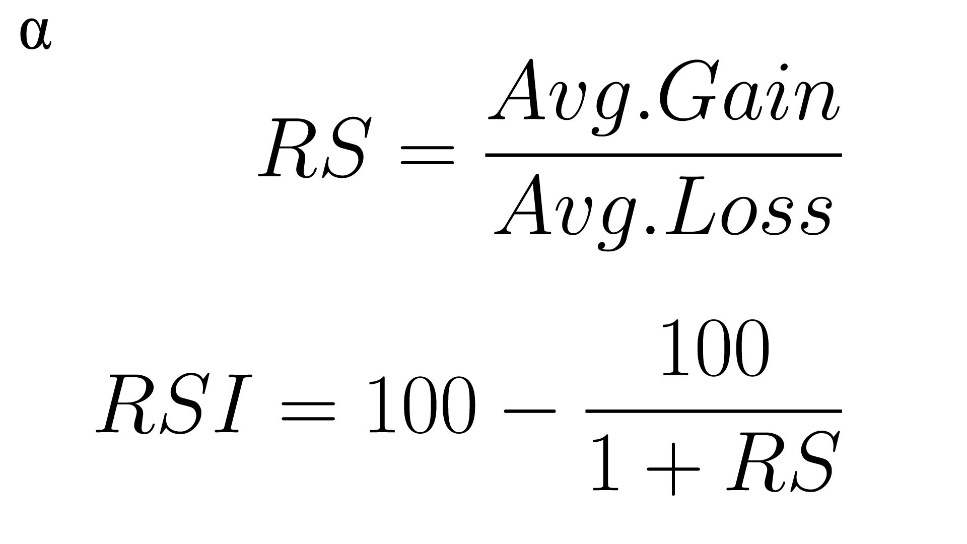 α
RS = Avg.Gain / Avg.Loss
RSI = 100 − 100 / 1 + RS